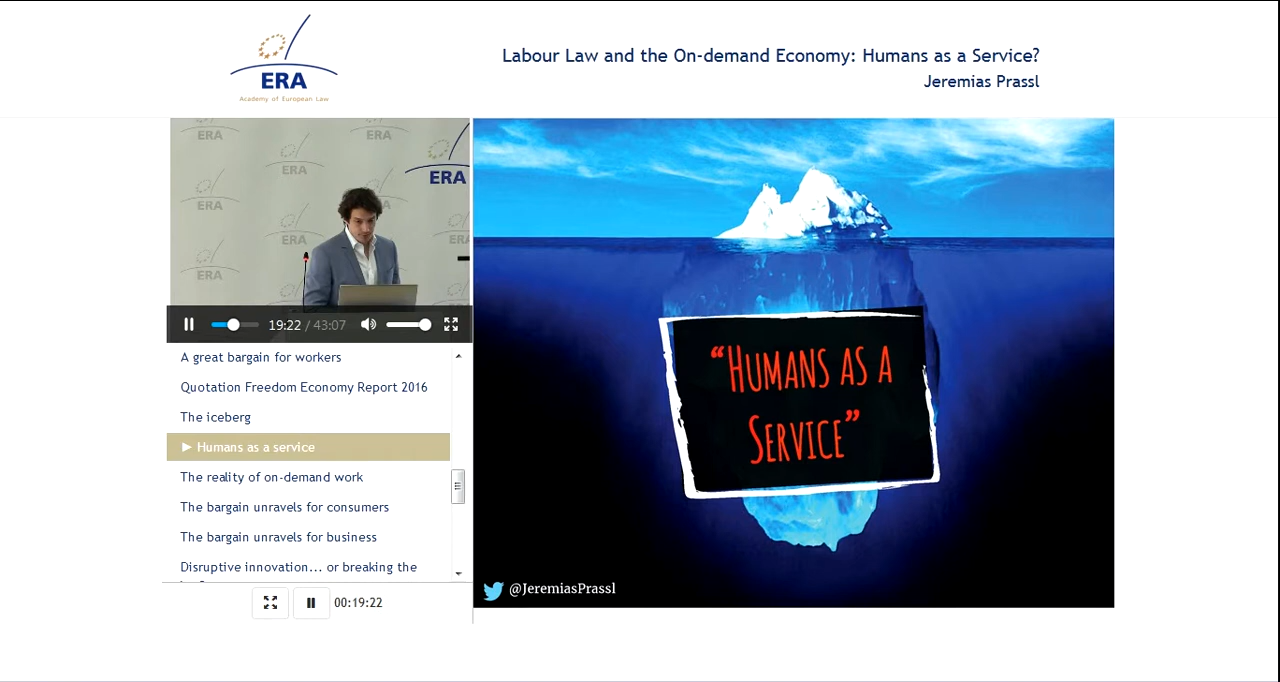 ERA
Academy of European Law
Labour Law and the On-demand Economy: Humans as a Service?
Jeremias Prassl
ERA
ERA
ERA
ERA
ERA
ERA
ERA
ERA
19:22 / 43:07
A great bargain for workers
Quotation Freedom Economy Report 2016
The iceberg
► Humans as a service
The reality of on-demand work
The bargain unravels for consumers
The bargain unravels for business
Disruptive innovation... or breaking the
00:19:22
“HUMANS AS A
SERVICE”
@JeremiasPrassl